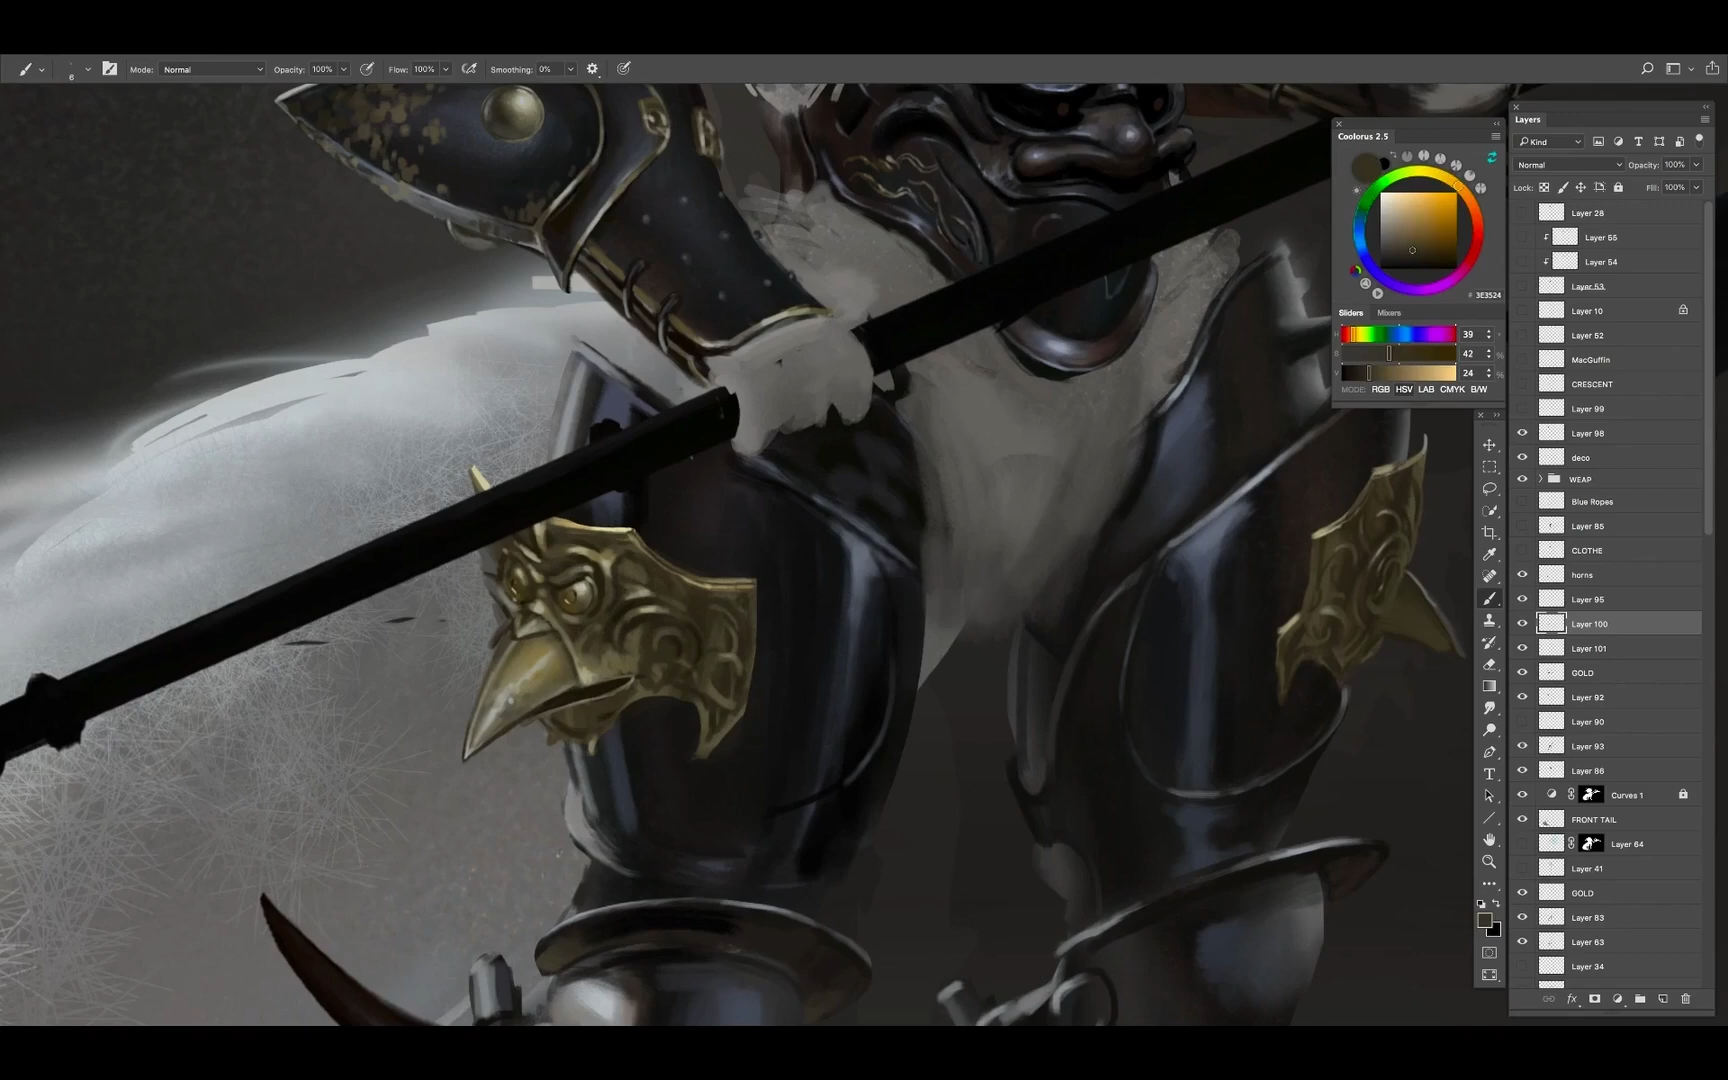 6
Mode: Normal Opacity: 100% Flow: 100% Smoothing: 0%
Coolorus 2.5
# 3E3524
Sliders Mixers
H 39 °
S 42 %
V 24 %
MODE: RGB HSV LAB CMYK B/W
Layers
Kind
Normal Opacity: 100%
Lock: Fill: 100%
Layer 28
Layer 55
Layer 54
Layer 53
Layer 10
Layer 52
MacGuffin
CRESCENT
Layer 99
Layer 98
deco
WEAP
Blue Ropes
Layer 85
CLOTHE
horns
Layer 95
Layer 100
Layer 101
GOLD
Layer 92
Layer 90
Layer 93
Layer 86
Curves 1
FRONT TAIL
Layer 64
Layer 41
GOLD
Layer 83
Layer 63
Layer 34
fx